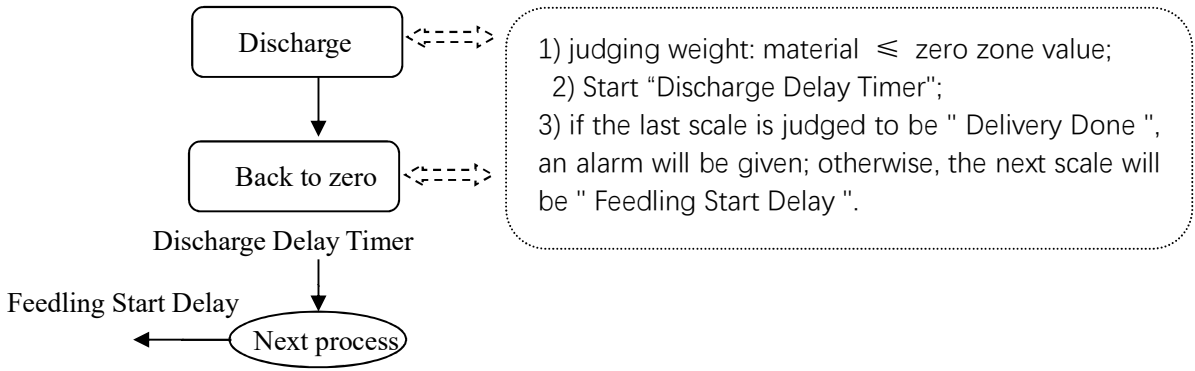 Discharge
1) judging weight: material ≤ zero zone value;
2) Start “Discharge Delay Timer";
3) if the last scale is judged to be " Delivery Done ",
an alarm will be given; otherwise, the next scale will
be " Feedling Start Delay ".
Back to zero
Discharge Delay Timer
Feedling Start Delay
Next process